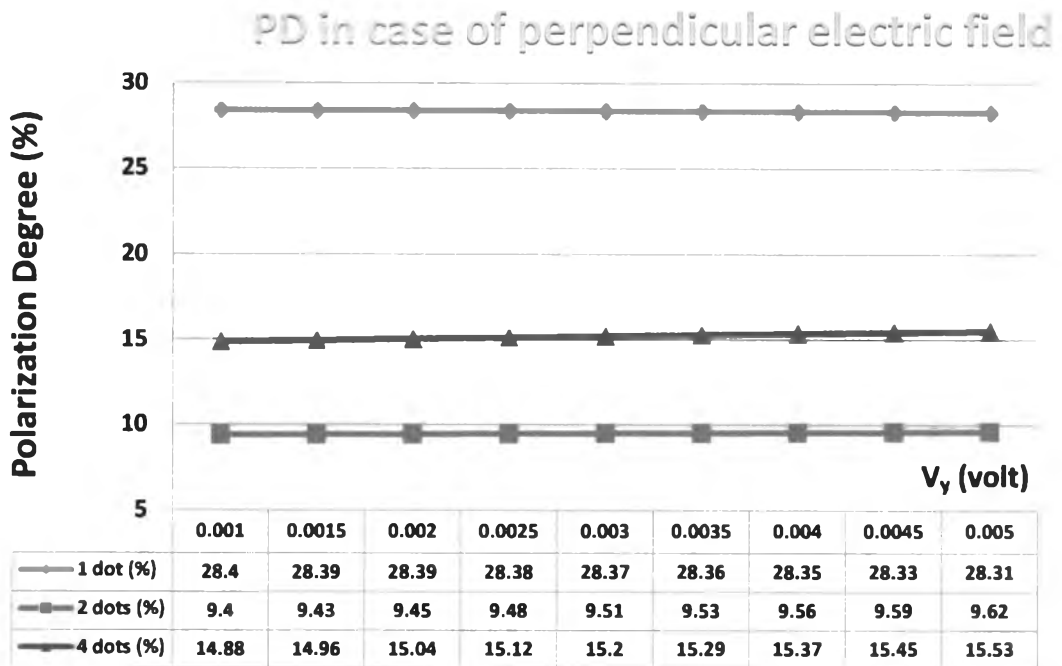 PD in case of perpendicular electric field
Polarization Degree (%)
30
25
20
15
10
5
V_y (volt)
0.001 0.0015 0.002 0.0025 0.003 0.0035 0.004 0.0045 0.005
1 dot (%) 28.4 28.39 28.39 28.38 28.37 28.36 28.35 28.33 28.31
2 dots (%) 9.4 9.43 9.45 9.48 9.51 9.53 9.56 9.59 9.62
4 dots (%) 14.88 14.96 15.04 15.12 15.2 15.29 15.37 15.45 15.53